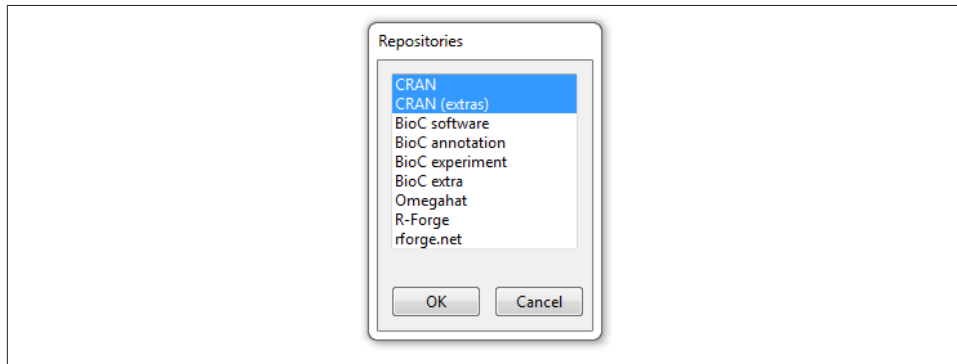 Repositories
CRAN
CRAN (extras)
BioC software
BioC annotation
BioC experiment
BioC extra
Omegahat
R-Forge
rforge.net
OK Cancel